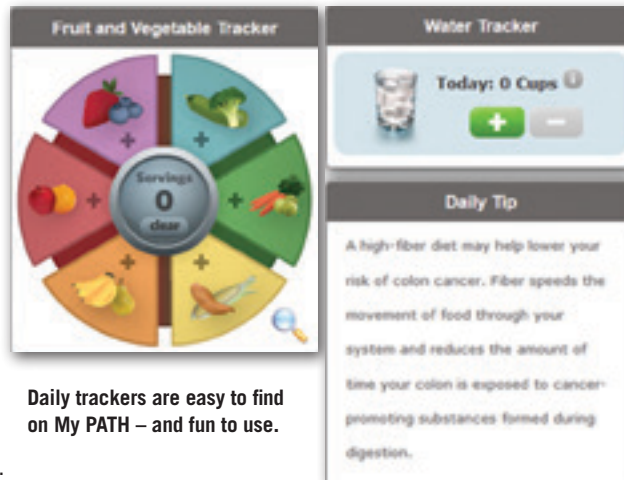 Fruit and Vegetable Tracker
Servings
0
clear
Daily trackers are easy to find
on My PATH – and fun to use.
Water Tracker
Today: 0 Cups
Daily Tip
A high-fiber diet may help lower your
risk of colon cancer. Fiber speeds the
movement of food through your
system and reduces the amount of
time your colon is exposed to cancer-
promoting substances formed during
digestion.